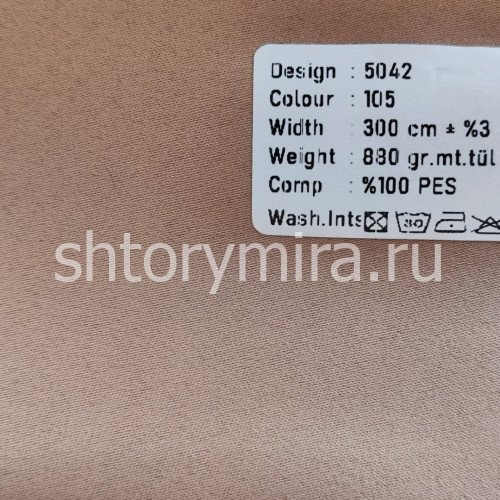 Design : 5042
Colour : 105
Width : 300 cm ± %3
Weight : 880 gr.mt.tül
Comp : %100 PES
Wash.Ints
30
shtorymira.ru